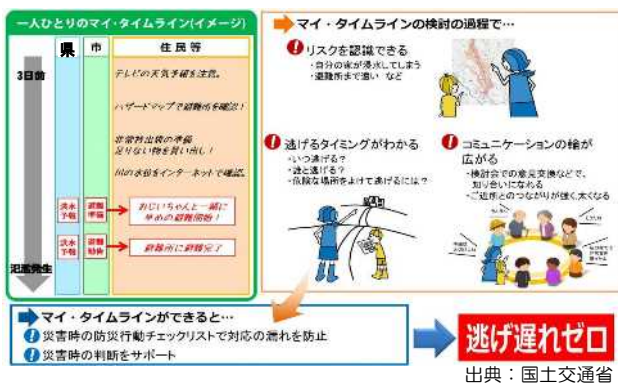 一人ひとりのマイ・タイムライン(イメージ)
県
市
住民等
3日前
テレビの天気予報を注意。
ハザードマップで避難所を確認！
非常持出袋の準備
足りない物を買い出し！
川の水位をインターネットで確認。
洪水
予報
避難
準備
おじいちゃんと一緒に
早めの避難開始！
洪水
予報
避難
勧告
避難所に避難完了
氾濫発生
マイ・タイムラインの検討の過程で…
リスクを認識できる
・自分の家が浸水してしまう
・避難所まで遠い など
逃げるタイミングがわかる
・いつ逃げる？
・誰と逃げる？
・危険な場所をよけて逃げるには？
コミュニケーションの輪が
広がる
・検討会での意見交換などで、
知り合いになれる
・ご近所とのつながりが強く太くなる
マイ・タイムラインができると…
災害時の防災行動チェックリストで対応の漏れを防止
災害時の判断をサポート
逃げ遅れゼロ
出典：国土交通省